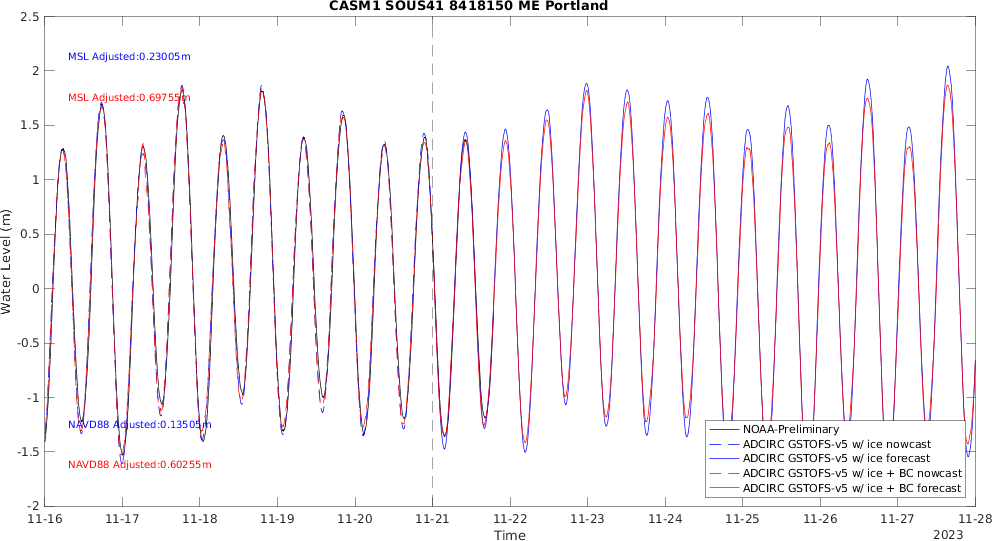 CASM1 SOUS41 8418150 ME Portland
2.5
MSL Adjusted:0.23005m
2
MSL Adjusted:0.69755m
1.5
1
0.5
Water Level (m)
0
-0.5
-1
NAVD88 Adjusted:0.13505m
NOAA-Preliminary
ADCIRC GSTOFS-v5 w/ ice nowcast
-1.5
ADCIRC GSTOFS-v5 w/ ice forecast
NAVD88 Adjusted:0.60255m
ADCIRC GSTOFS-v5 w/ ice + BC nowcast
ADCIRC GSTOFS-v5 w/ ice + BC forecast
-2
11-16 11-17 11-18 11-19 11-20 11-21 11-22 11-23 11-24 11-25 11-26 11-27 11-28
Time
2023